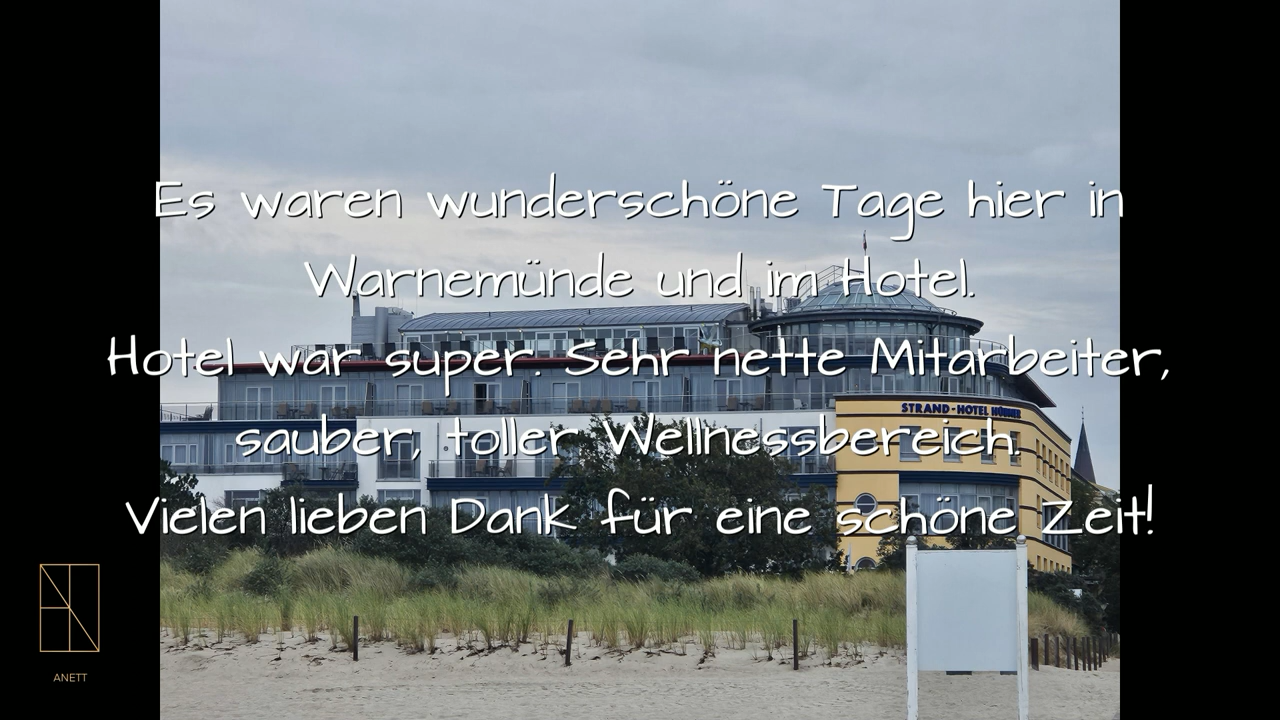 Es waren wunderschöne Tage hier in
Warnemünde und im Hotel.
Hotel war super. Sehr nette Mitarbeiter,
STRAND-HOTEL HÜBNER
sauber, toller Wellnessbereich.
Vielen lieben Dank für eine schöne Zeit!
ANETT